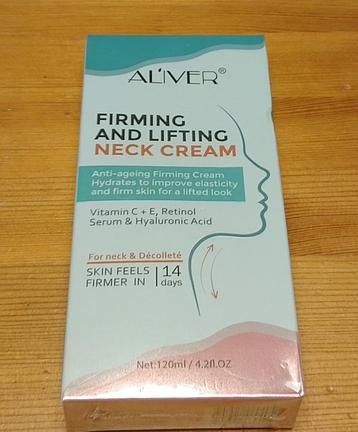 ALIVER®
FIRMING
AND LIFTING
NECK CREAM
Anti-ageing Firming Cream
Hydrates to improve elasticity
and firm skin for a lifted look
Vitamin C + E, Retinol
Serum & Hyaluronic Acid
For neck & Décolleté
SKIN FEELS
FIRMER IN
14
days
Net:120ml / 4.2fl.OZ